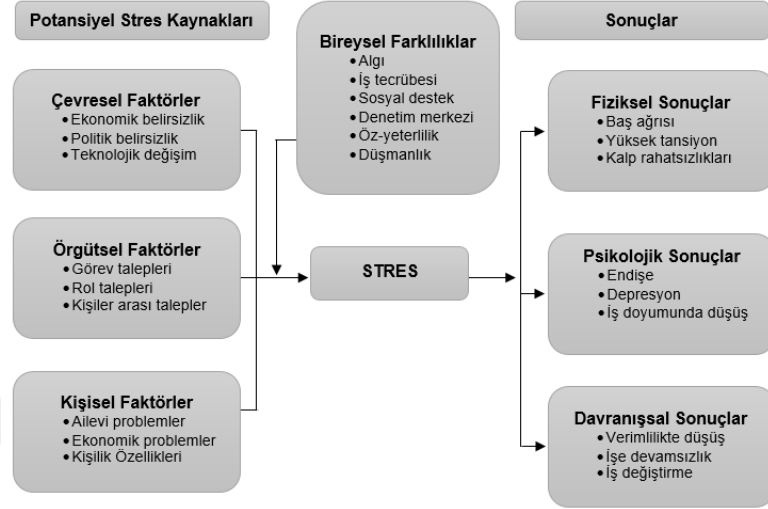 Potansiyel Stres Kaynakları
Çevresel Faktörler
• Ekonomik belirsizlik
• Politik belirsizlik
• Teknolojik değişim
Örgütsel Faktörler
• Görev talepleri
• Rol talepleri
• Kişiler arası talepler
Kişisel Faktörler
• Ailevi problemler
• Ekonomik problemler
• Kişilik Özellikleri
Bireysel Farklılıklar
• Algı
• İş tecrübesi
• Sosyal destek
• Denetim merkezi
• Öz-yeterlilik
• Düşmanlık
STRES
Sonuçlar
Fiziksel Sonuçlar
• Baş ağrısı
• Yüksek tansiyon
• Kalp rahatsızlıkları
Psikolojik Sonuçlar
• Endişe
• Depresyon
• İş doyumunda düşüş
Davranışsal Sonuçlar
• Verimlilikte düşüş
• İşe devamsızlık
• İş değiştirme